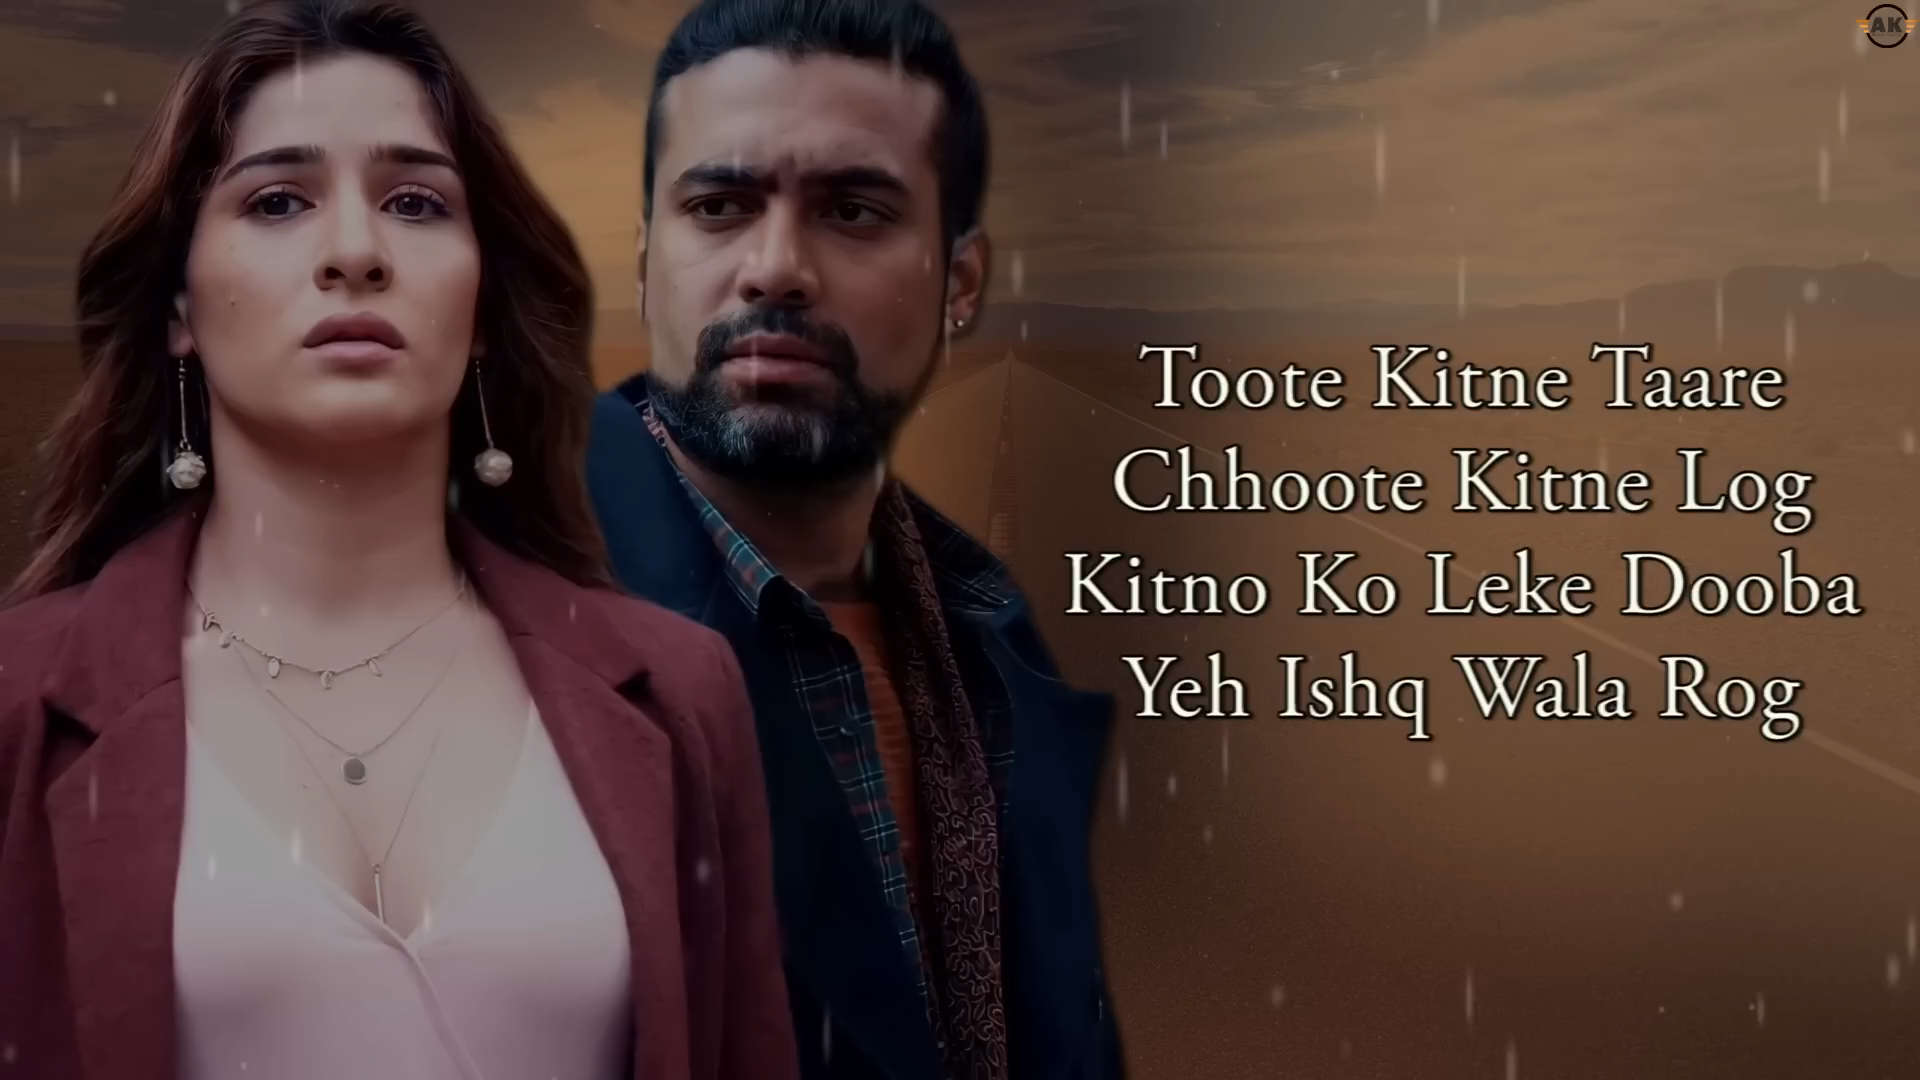 AK
Toote Kitne Taare
Chhoote Kitne Log
Kitno Ko Leke Dooba
Yeh Ishq Wala Rog